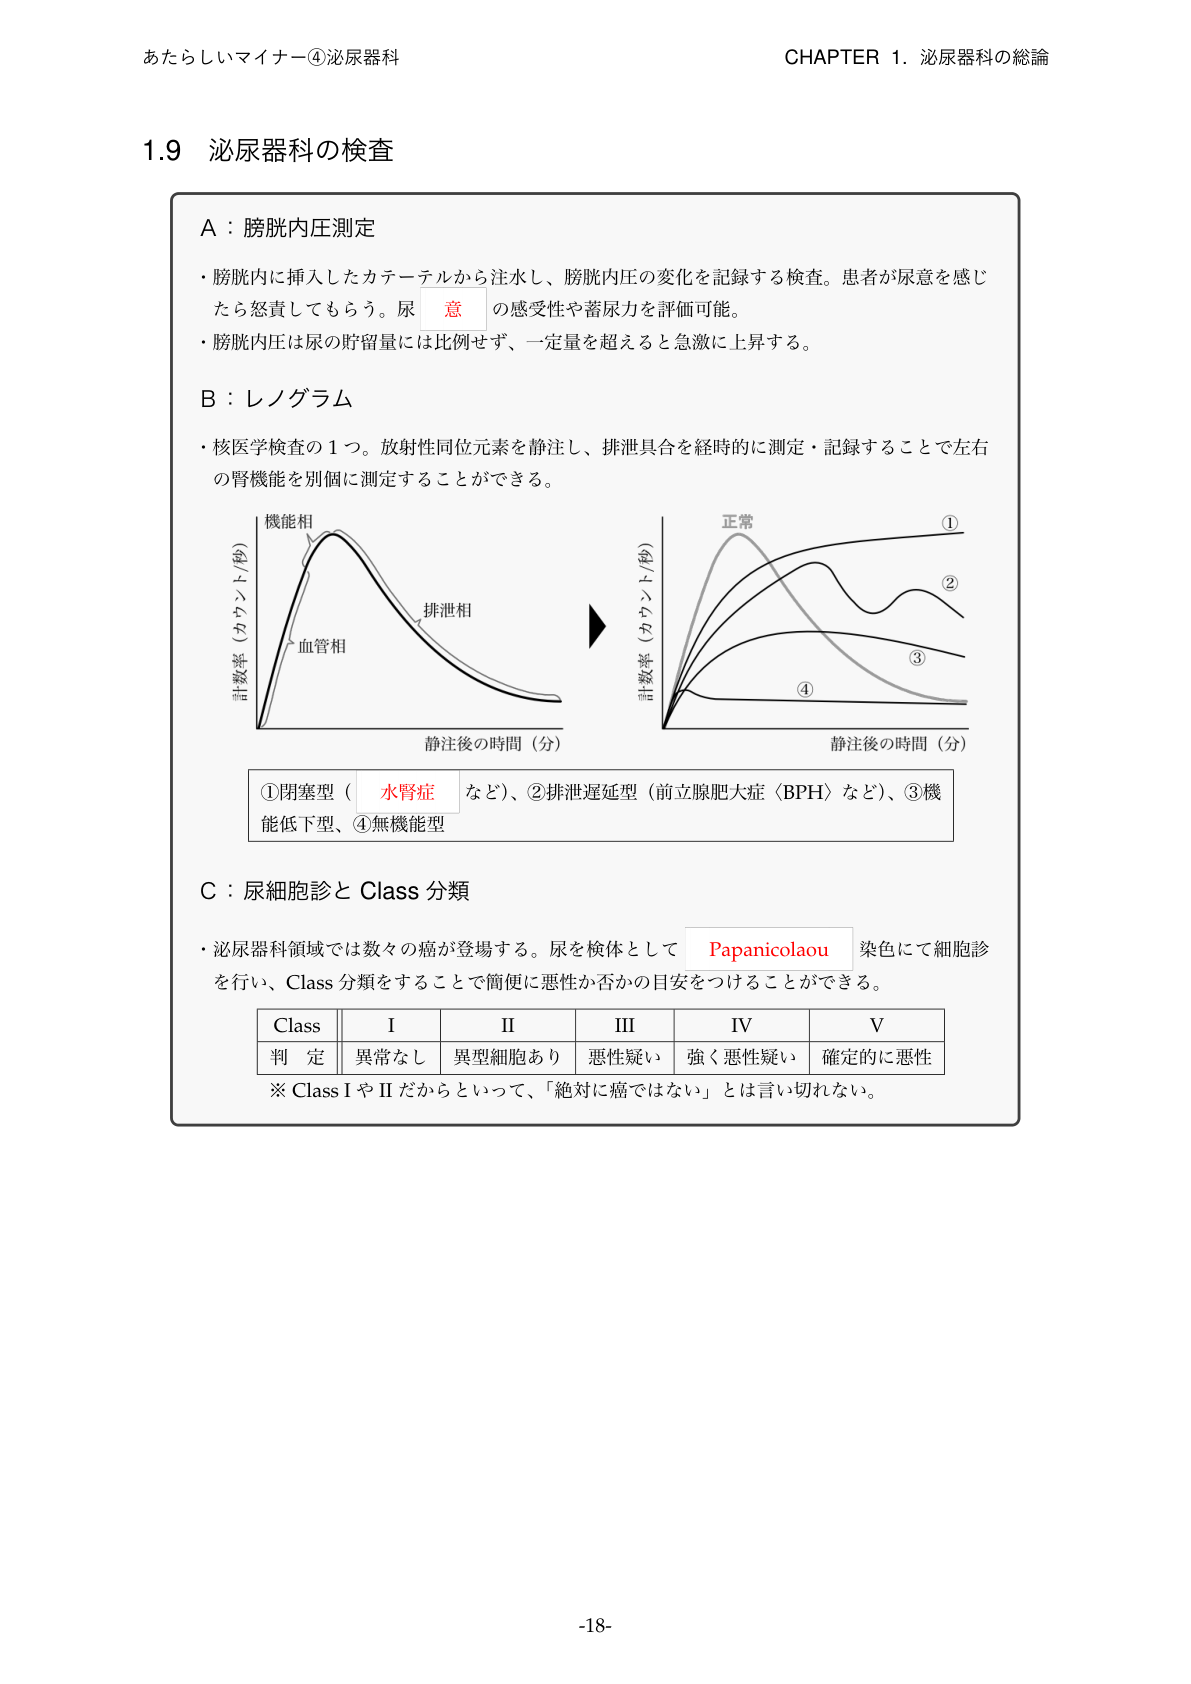 あたらしいマイナー④泌尿器科
CHAPTER 1. 泌尿器科の総論
1.9 泌尿器科の検査
A：膀胱内圧測定
・膀胱内に挿入したカテーテルから注水し、膀胱内圧の変化を記録する検査。患者が尿意を感じ
たら怒責してもらう。尿 意 の感受性や蓄尿力を評価可能。
・膀胱内圧は尿の貯留量には比例せず、一定量を超えると急激に上昇する。
B：レノグラム
・核医学検査の1つ。放射性同位元素を静注し、排泄具合を経時的に測定・記録することで左右
の腎機能を別個に測定することができる。
計数率（カウント/秒）
機能相
排泄相
血管相
静注後の時間（分）
計数率（カウント/秒）
正常
①
②
③
④
静注後の時間（分）
①閉塞型（ 水腎症 など）、②排泄遅延型（前立腺肥大症〈BPH〉など）、③機
能低下型、④無機能型
C：尿細胞診と Class 分類
・泌尿器科領域では数々の癌が登場する。尿を検体として Papanicolaou 染色にて細胞診
を行い、Class 分類をすることで簡便に悪性か否かの目安をつけることができる。
Class I II III IV V
判 定 異常なし 異型細胞あり 悪性疑い 強く悪性疑い 確定的に悪性
※ Class I や II だからといって、「絶対に癌ではない」とは言い切れない。
-18-